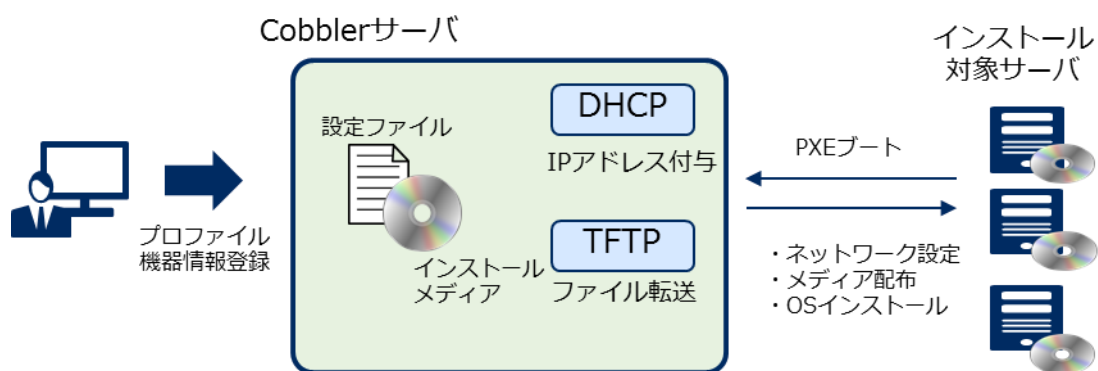 Cobblerサーバ
インストール
対象サーバ
設定ファイル
DHCP
IPアドレス付与
PXEブート
プロファイル
機器情報登録
インストール
メディア
TFTP
ファイル転送
・ネットワーク設定
・メディア配布
・OSインストール